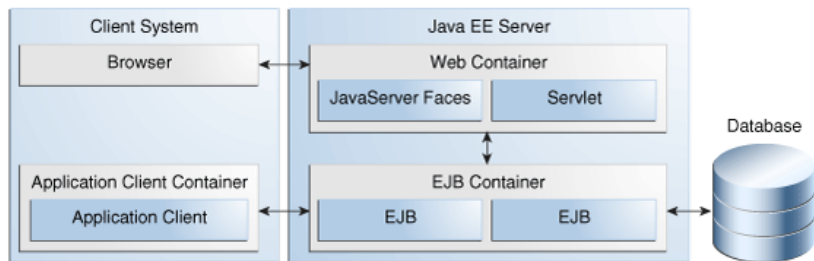 Client System
Browser
Application Client Container
Application Client
Java EE Server
Web Container
JavaServer Faces
Servlet
EJB Container
EJB
EJB
Database